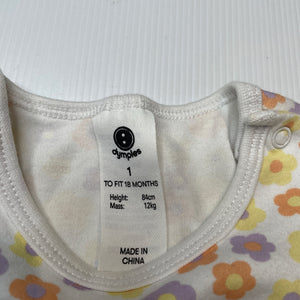 dymples
1
TO FIT 18 MONTHS
Height: 84cm
Mass: 12kg
MADE IN
CHINA